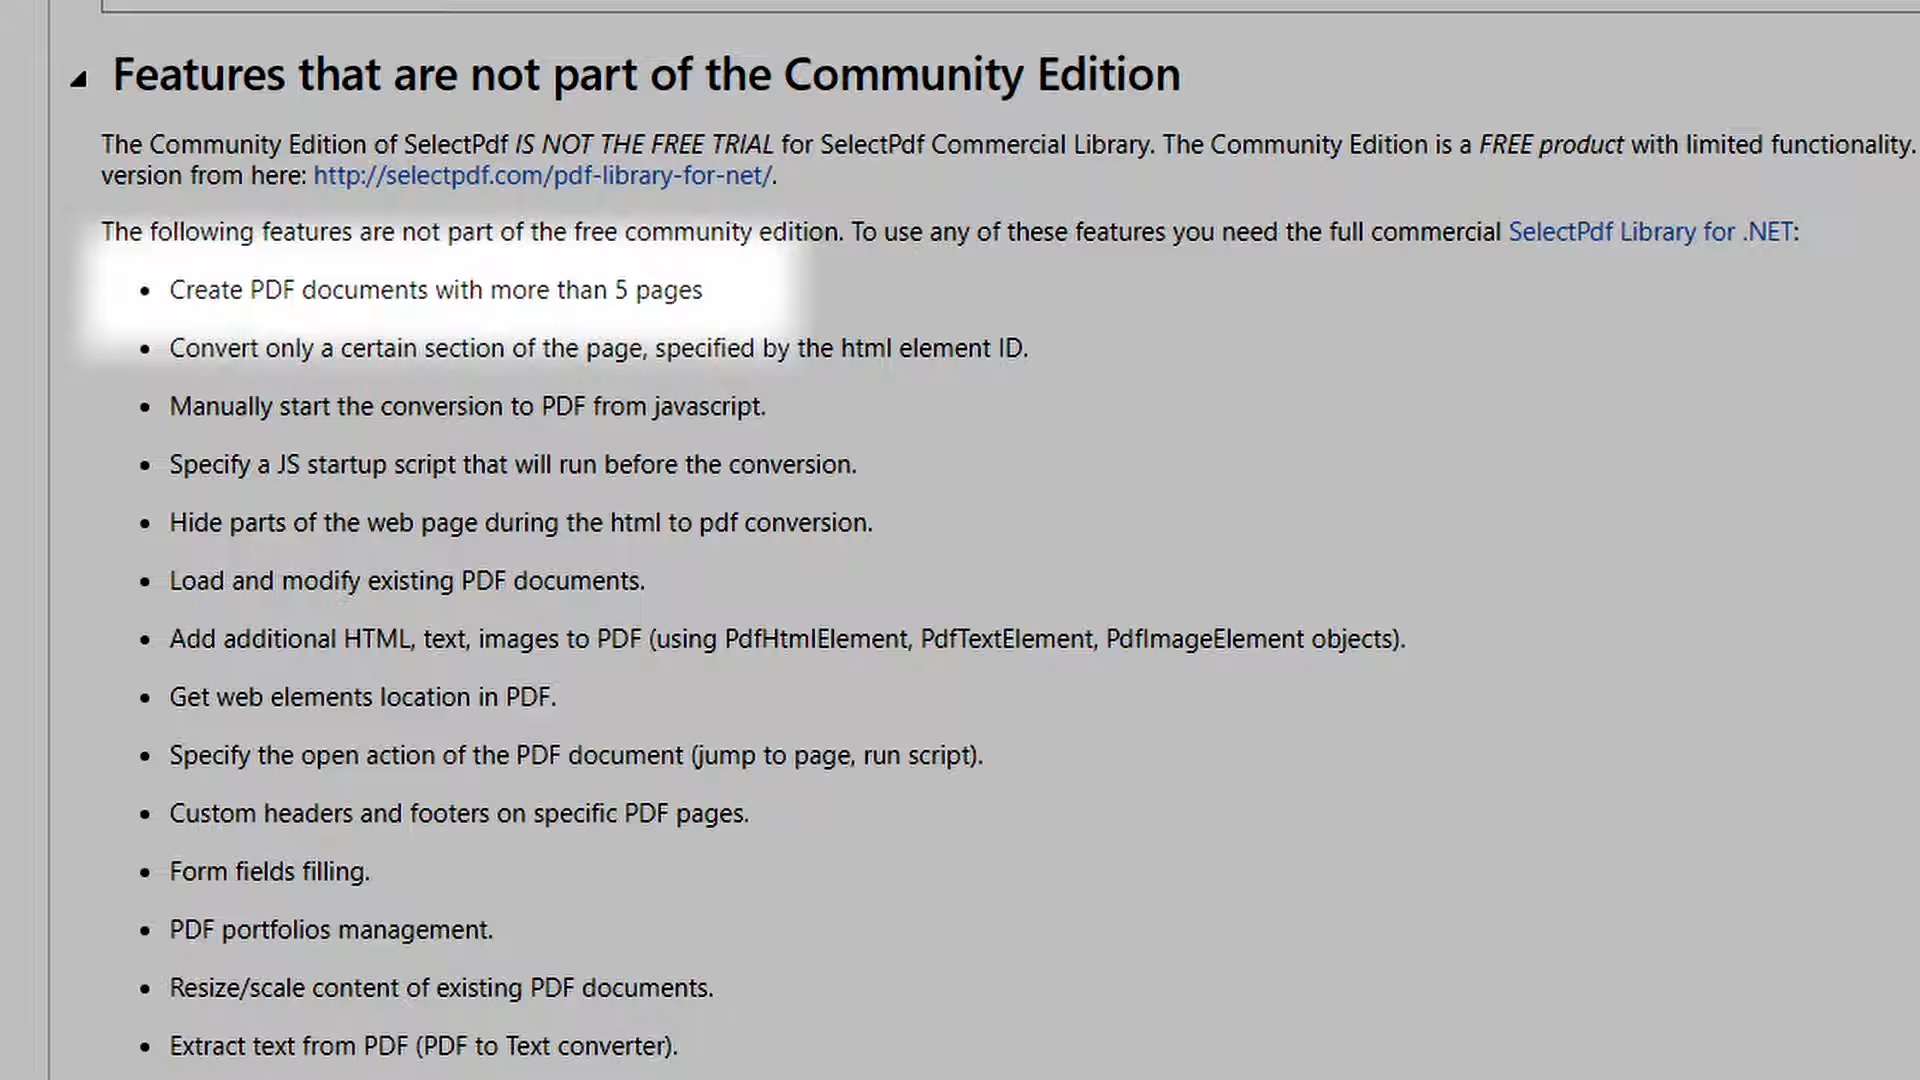 Features that are not part of the Community Edition
The Community Edition of SelectPdf IS NOT THE FREE TRIAL for SelectPdf Commercial Library. The Community Edition is a FREE product with limited functionality.
version from here: http://selectpdf.com/pdf-library-for-net/.
The following features are not part of the free community edition. To use any of these features you need the full commercial SelectPdf Library for .NET:
• Create PDF documents with more than 5 pages
• Convert only a certain section of the page, specified by the html element ID.
• Manually start the conversion to PDF from javascript.
• Specify a JS startup script that will run before the conversion.
• Hide parts of the web page during the html to pdf conversion.
• Load and modify existing PDF documents.
• Add additional HTML, text, images to PDF (using PdfHtmlElement, PdfTextElement, PdfImageElement objects).
• Get web elements location in PDF.
• Specify the open action of the PDF document (jump to page, run script).
• Custom headers and footers on specific PDF pages.
• Form fields filling.
• PDF portfolios management.
• Resize/scale content of existing PDF documents.
• Extract text from PDF (PDF to Text converter).